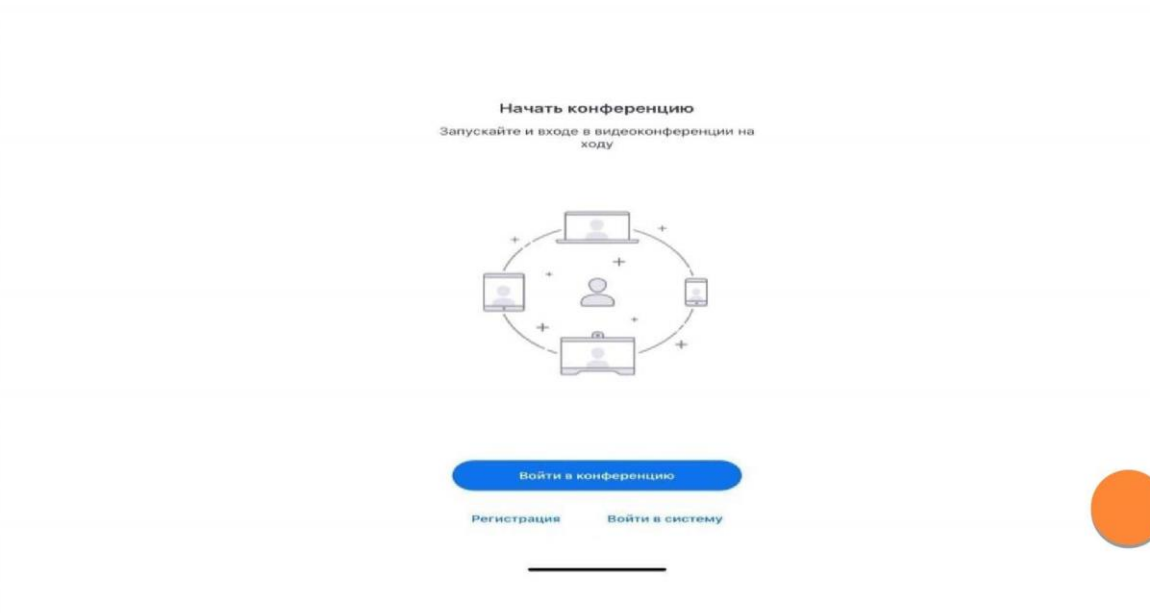 Начать конференцию
Запускайте и входе в видеоконференции на
ходу
Войти в конференцию
Регистрация Войти в систему